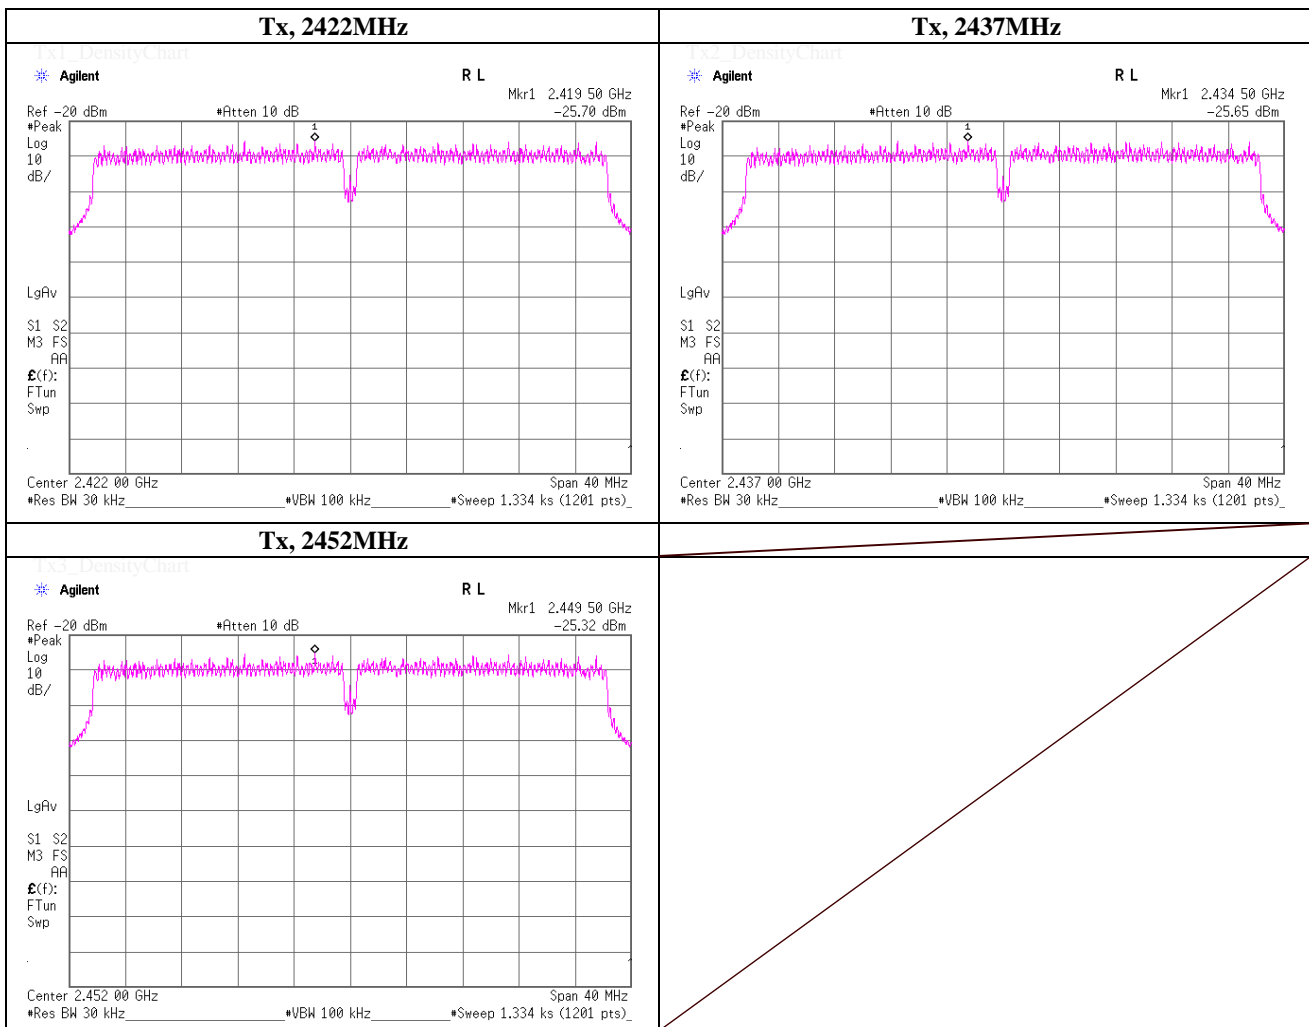 Tx, 2422MHz
Tx1_DensityChart
Agilent R L
Mkr1 2.419 50 GHz
Ref -20 dBm #Atten 10 dB -25.70 dBm
#Peak
1
Log
10
dB/
LgAv
S1 S2
M3 FS
AA
£(f):
FTun
Swp
Center 2.422 00 GHz Span 40 MHz
#Res BW 30 kHz #VBW 100 kHz #Sweep 1.334 ks (1201 pts)
Tx, 2437MHz
Tx2_DensityChart
Agilent R L
Mkr1 2.434 50 GHz
Ref -20 dBm #Atten 10 dB -25.65 dBm
#Peak
1
Log
10
dB/
LgAv
S1 S2
M3 FS
AA
£(f):
FTun
Swp
Center 2.437 00 GHz Span 40 MHz
#Res BW 30 kHz #VBW 100 kHz #Sweep 1.334 ks (1201 pts)
Tx, 2452MHz
Tx3_DensityChart
Agilent R L
Mkr1 2.449 50 GHz
Ref -20 dBm #Atten 10 dB -25.32 dBm
#Peak
Log
1
10
dB/
LgAv
S1 S2
M3 FS
AA
£(f):
FTun
Swp
Center 2.452 00 GHz Span 40 MHz
#Res BW 30 kHz #VBW 100 kHz #Sweep 1.334 ks (1201 pts)